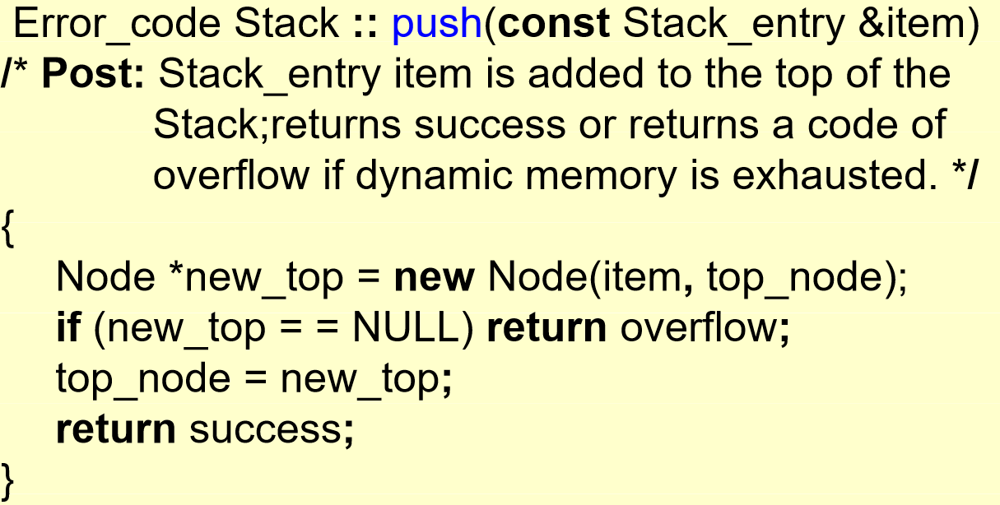 Error_code Stack :: push(const Stack_entry &item)
/* Post: Stack_entry item is added to the top of the
Stack;returns success or returns a code of
overflow if dynamic memory is exhausted. */
{
Node *new_top = new Node(item, top_node);
if (new_top = = NULL) return overflow;
top_node = new_top;
return success;
}